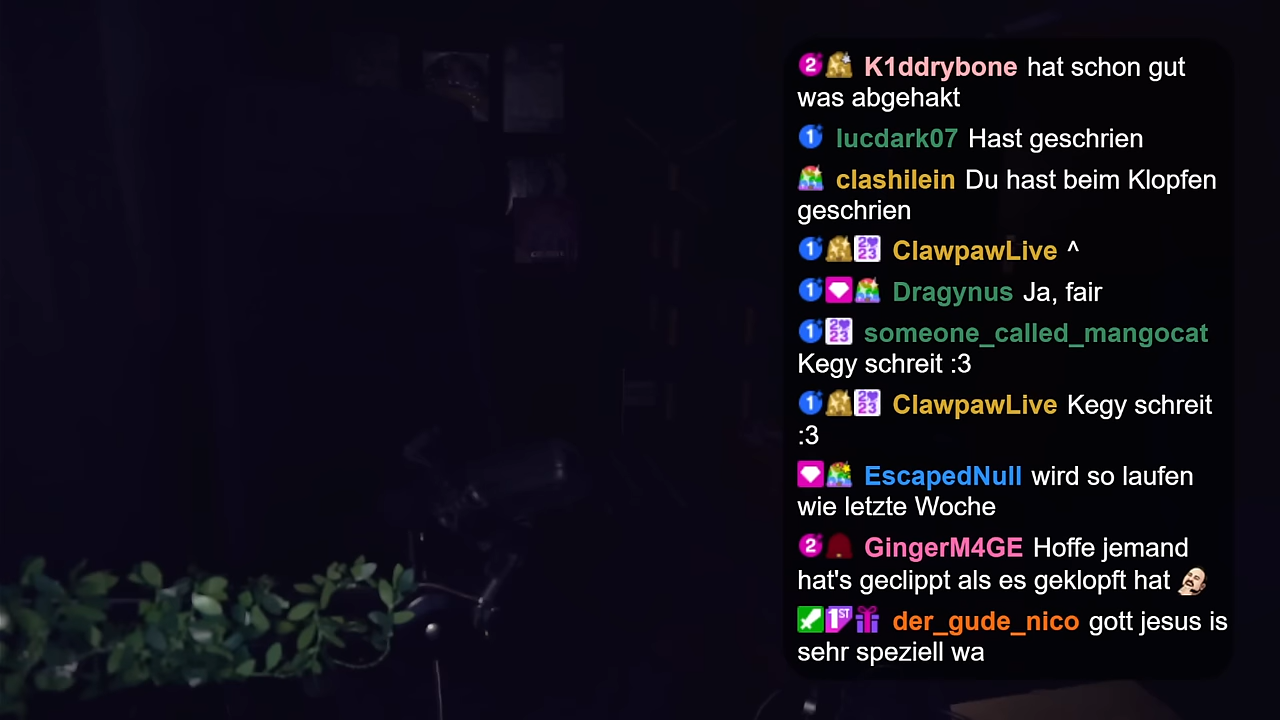 K1ddrybone hat schon gut
was abgehakt
lucdark07 Hast geschrien
clashilein Du hast beim Klopfen
geschrien
ClawpawLive ^
Dragynus Ja, fair
someone_called_mangocat
Kegy schreit :3
ClawpawLive Kegy schreit
:3
EscapedNull wird so laufen
wie letzte Woche
GingerM4GE Hoffe jemand
hat's geclippt als es geklopft hat
der_gude_nico gott jesus is
sehr speziell wa